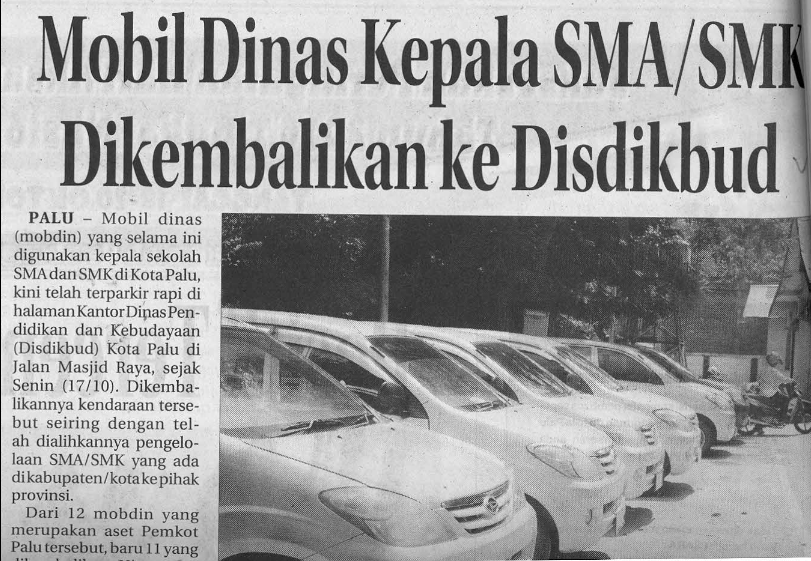 Mobil Dinas Kepala SMA/SMK
Dikembalikan ke Disdikbud
PALU – Mobil dinas
(mobdin) yang selama ini
digunakan kepala sekolah
SMA dan SMK di Kota Palu,
kini telah terparkir rapi di
halaman Kantor Dinas Pen-
didikan dan Kebudayaan
(Disdikbud) Kota Palu di
Jalan Masjid Raya, sejak
Senin (17/10). Dikemba-
likannya kendaraan terse-
but seiring dengan tel-
ah dialihkannya pengelo-
laan SMA/SMK yang ada
di kabupaten/kota ke pihak
provinsi.
Dari 12 mobdin yang
merupakan aset Pemkot
Palu tersebut, baru 11 yang